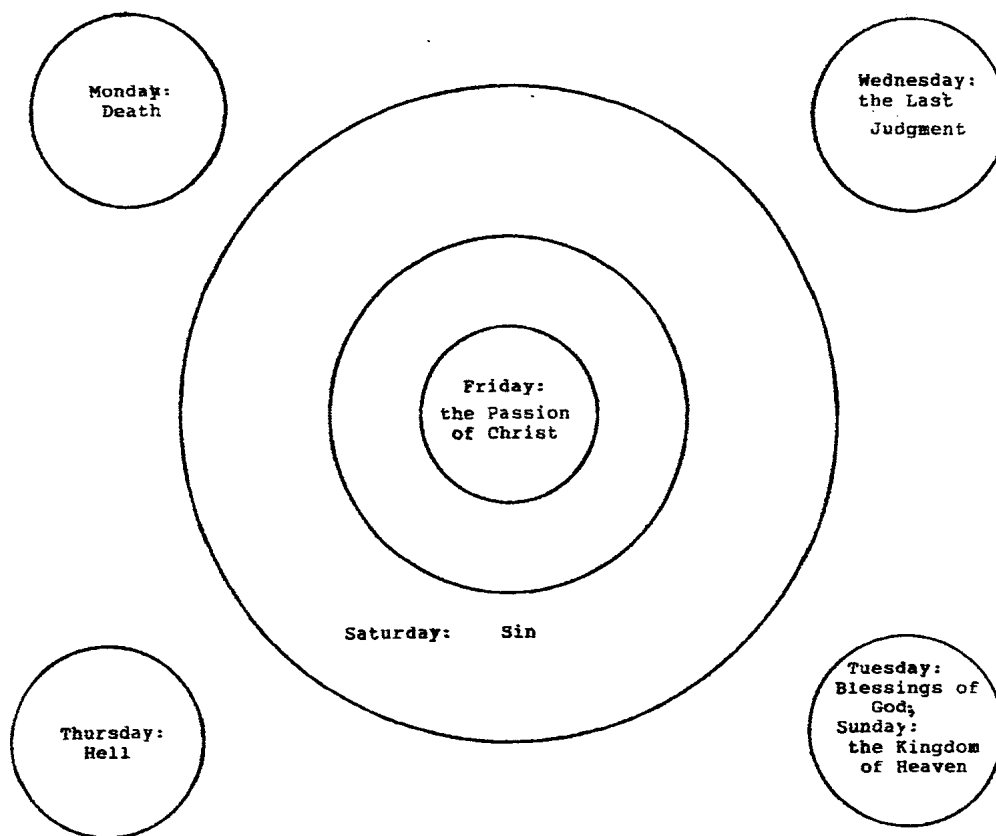 Monday:
Death
Wednesday:
the Last
Judgment
Friday:
the Passion
of Christ
Saturday: Sin
Thursday:
Hell
Tuesday:
Blessings of
God;
Sunday:
the Kingdom
of Heaven